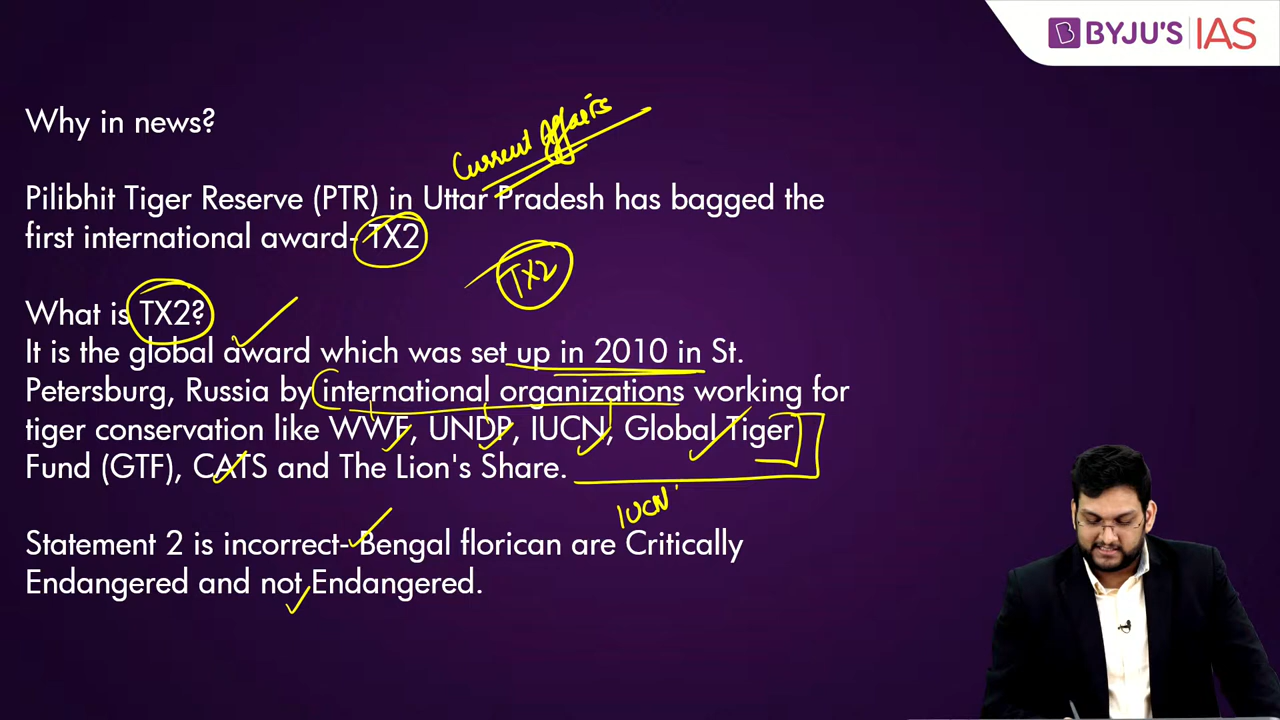 BYJU'S IAS
Why in news?
Current Affairs
Pilibhit Tiger Reserve (PTR) in Uttar Pradesh has bagged the
first international award- TX2
TX2
What is TX2?
It is the global award which was set up in 2010 in St.
Petersburg, Russia by international organizations working for
tiger conservation like WWF, UNDP, IUCN, Global Tiger
Fund (GTF), CATS and The Lion's Share.
IUCN
Statement 2 is incorrect- Bengal florican are Critically
Endangered and not Endangered.